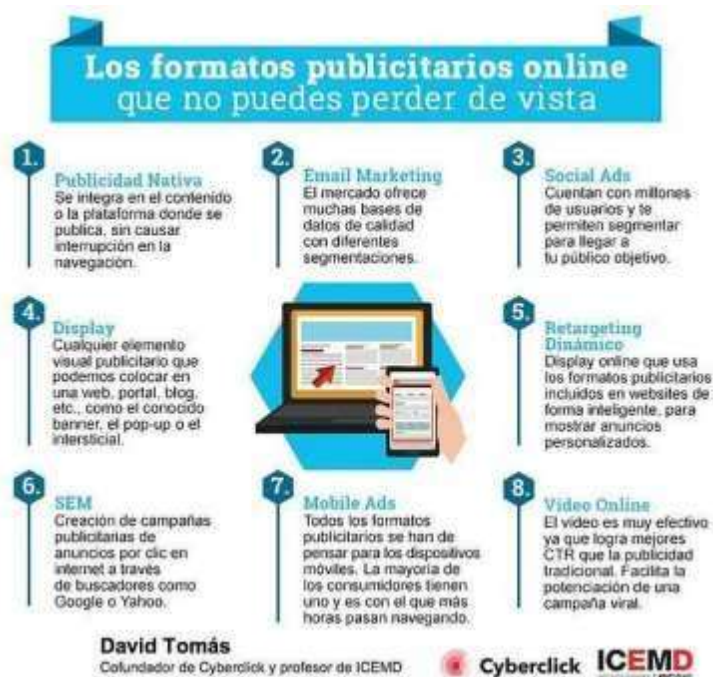 Los formatos publicitarios online
que no puedes perder de vista
1.
Publicidad Nativa
Se integra en el contenido
o la plataforma donde se
publica, sin causar
interrupción en la
navegación.
2.
Email Marketing
El mercado ofrece
muchas bases de
datos de calidad
con diferentes
segmentaciones.
3.
Social Ads
Cuentan con millones
de usuarios y te
permiten segmentar
para llegar a
tu público objetivo.
4.
Display
Cualquier elemento
visual publicitario que
podemos colocar en
una web, portal, blog,
etc., como el conocido
banner, el pop-up o el
intersticial.
5.
Retargeting
Dinámico
Display online que usa
los formatos publicitarios
incluidos en websites de
forma inteligente, para
mostrar anuncios
personalizados.
6.
SEM
Creación de campañas
publicitarias de
anuncios por clic en
internet a través
de buscadores como
Google o Yahoo.
7.
Mobile Ads
Todos los formatos
publicitarios se han de
pensar para los dispositivos
móviles. La mayoría de
los consumidores tienen
uno y es con el que más
horas pasan navegando.
8.
Video Online
El vídeo es muy efectivo
ya que logra mejores
CTR que la publicidad
tradicional. Facilita la
potenciación de una
campaña viral.
David Tomás
Cofundador de Cyberclick y profesor de ICEMD
Cyberclick
ICEMD